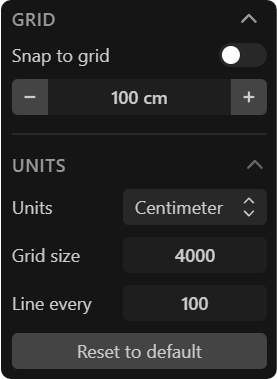 GRID
Snap to grid
− 100 cm +
UNITS
Units Centimeter
Grid size 4000
Line every 100
Reset to default